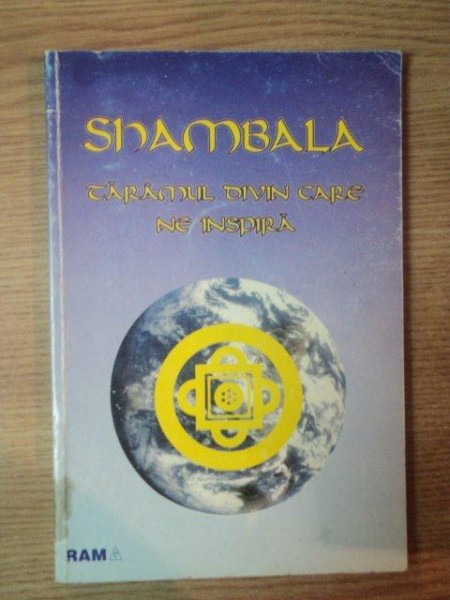 SHAMBALA
TĂRÂMUL DIVIN CARE
NE INSPIRĂ
RAM